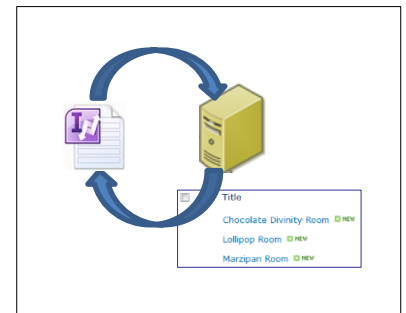 I
Title
Chocolate Divinity Room NEW
Lollipop Room NEW
Marzipan Room NEW